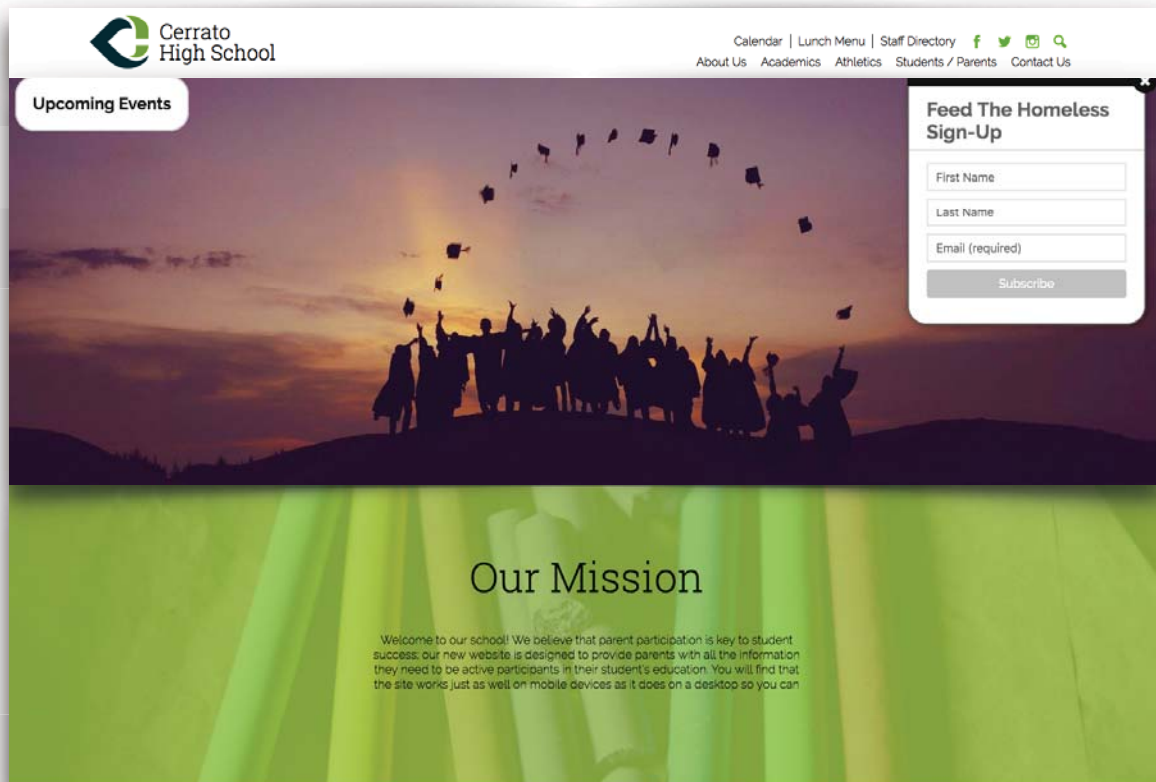 Cerrato
High School
Calendar | Lunch Menu | Staff Directory
About Us Academics Athletics Students / Parents Contact Us
Upcoming Events
Feed The Homeless
Sign-Up
First Name
Last Name
Email (required)
Subscribe
Our Mission
Welcome to our school! We believe that parent participation is key to student
success; our new website is designed to provide parents with all the information
they need to be active participants in their student's education. You will find that
the site works just as well on mobile devices as it does on a desktop so you can